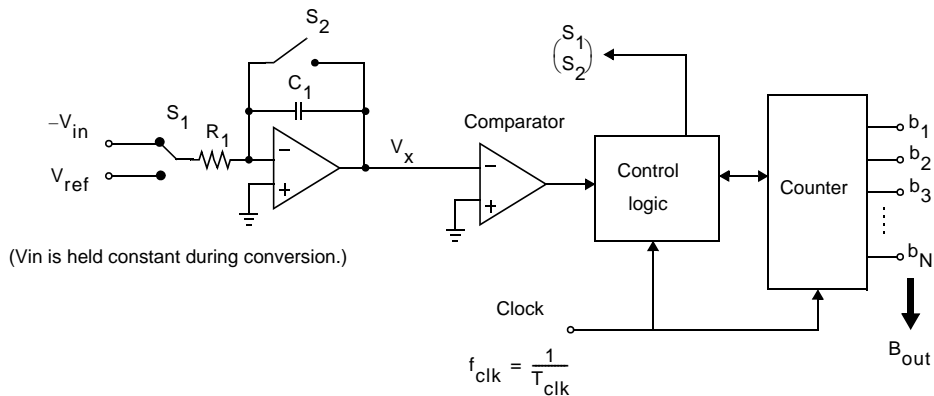 S2
C1
S1
−Vin
Vref
R1
− +
Vx
Comparator
− +
(S1 S2)
Control
logic
Counter
b1
b2
b3
bN
Bout
(Vin is held constant during conversion.)
Clock
fclk = 1/Tclk